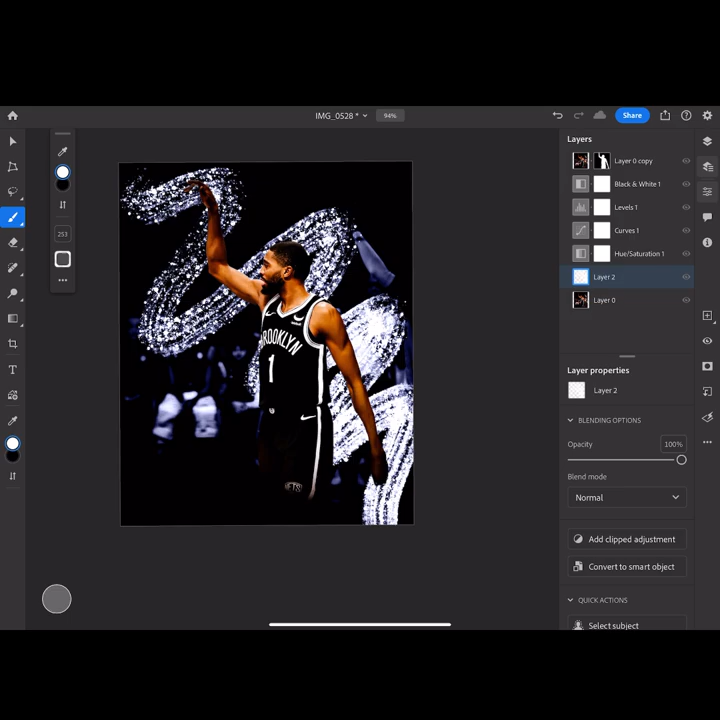 IMG_0528 *
94%
Share
253
BROOKLYN
1
NETS
Layers
Layer 0 copy
Black & White 1
Levels 1
Curves 1
Hue/Saturation 1
Layer 2
Layer 0
Layer properties
Layer 2
BLENDING OPTIONS
Opacity
100%
Blend mode
Normal
Add clipped adjustment
Convert to smart object
QUICK ACTIONS
Select subject